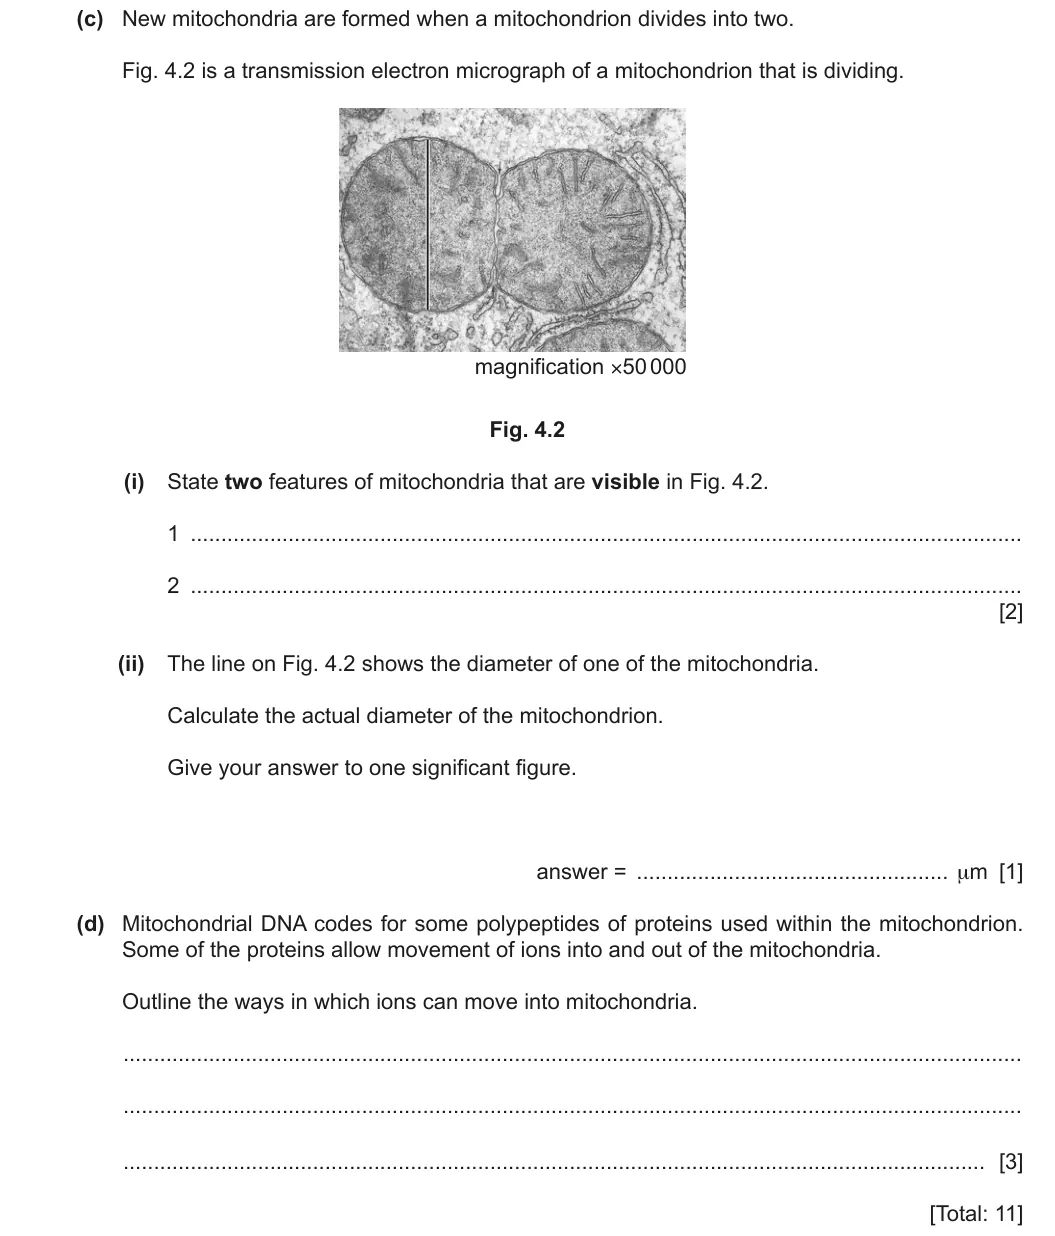 (c) New mitochondria are formed when a mitochondrion divides into two.
Fig. 4.2 is a transmission electron micrograph of a mitochondrion that is dividing.
magnification ×50 000
Fig. 4.2
(i) State two features of mitochondria that are visible in Fig. 4.2.
1 ..........................................................................................................................................
2 ..........................................................................................................................................
[2]
(ii) The line on Fig. 4.2 shows the diameter of one of the mitochondria.
Calculate the actual diameter of the mitochondrion.
Give your answer to one significant figure.
answer = ................................................... μm [1]
(d) Mitochondrial DNA codes for some polypeptides of proteins used within the mitochondrion.
Some of the proteins allow movement of ions into and out of the mitochondria.
Outline the ways in which ions can move into mitochondria.
....................................................................................................................................................
....................................................................................................................................................
.............................................................................................................................................. [3]
[Total: 11]